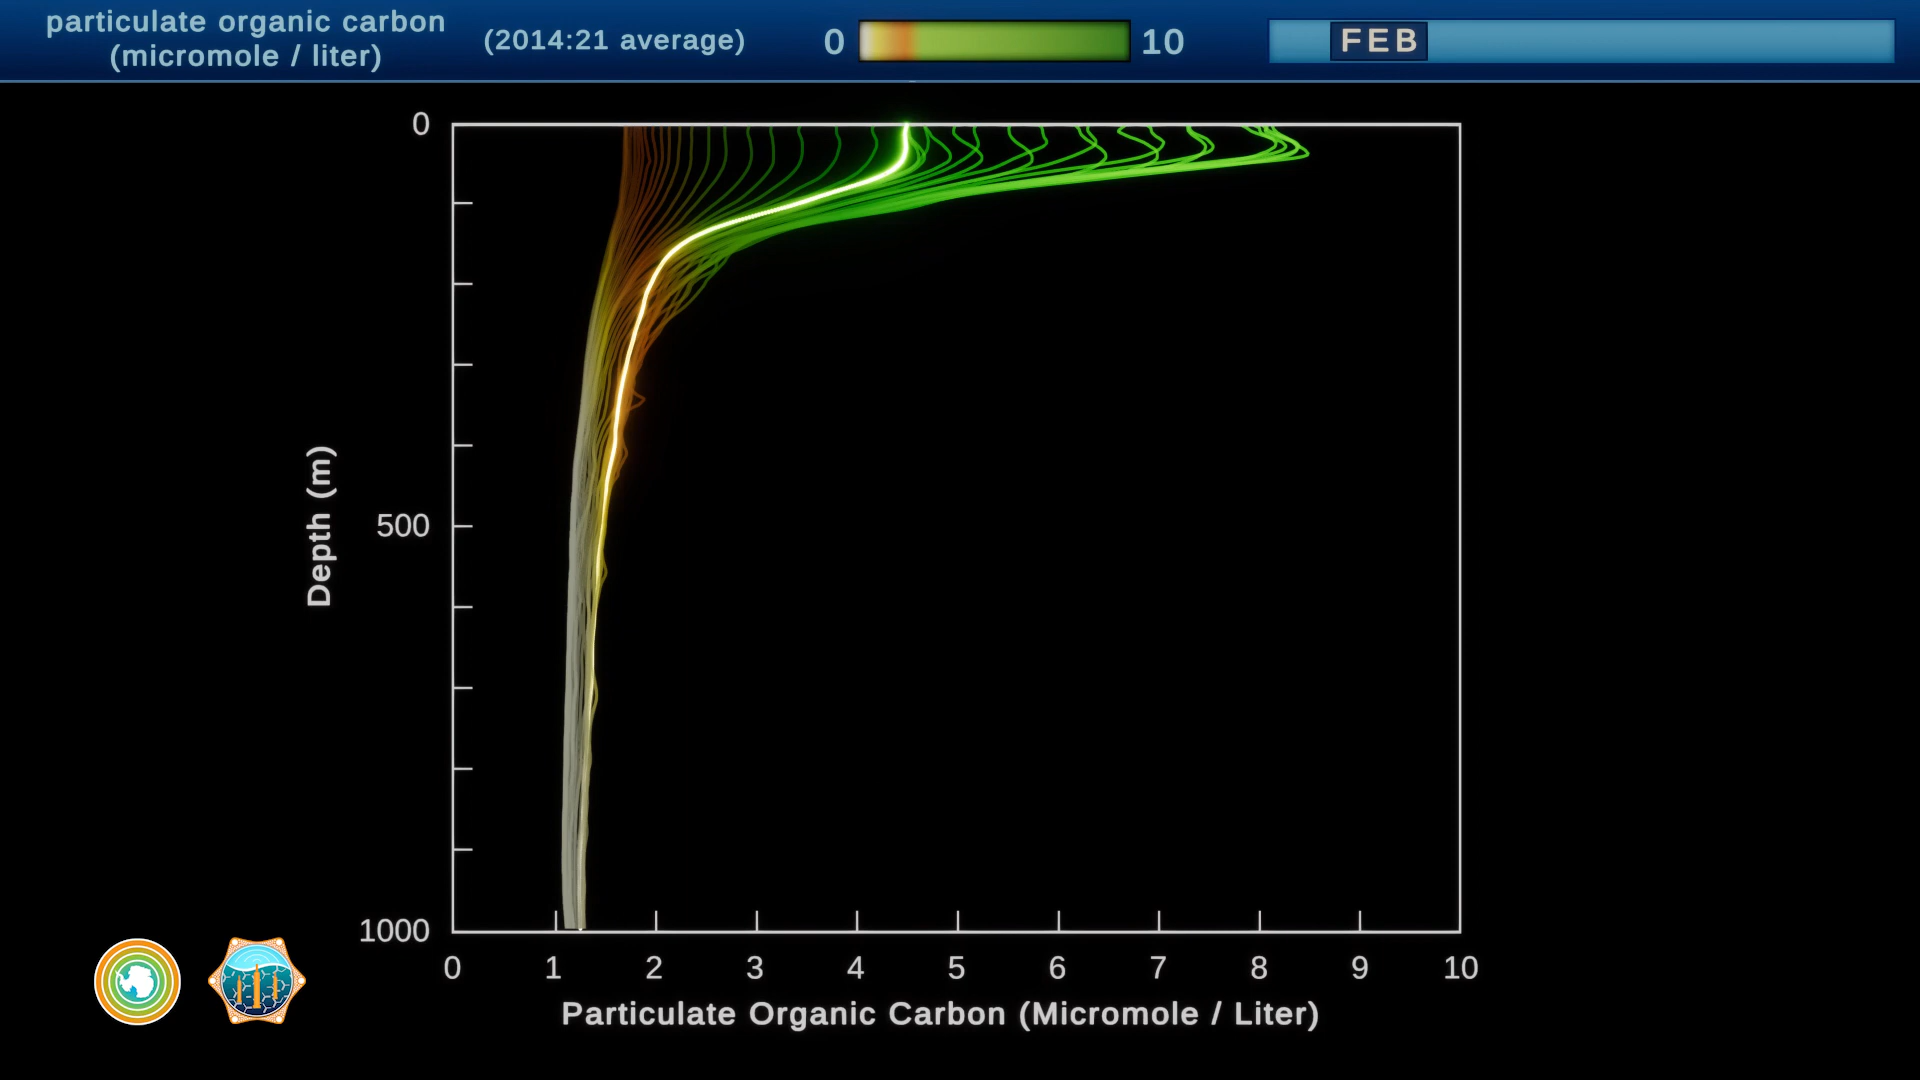 particulate organic carbon
(micromole / liter)
(2014:21 average)
0
10
FEB
0
500
1000
Depth (m)
0 1 2 3 4 5 6 7 8 9 10
Particulate Organic Carbon (Micromole / Liter)